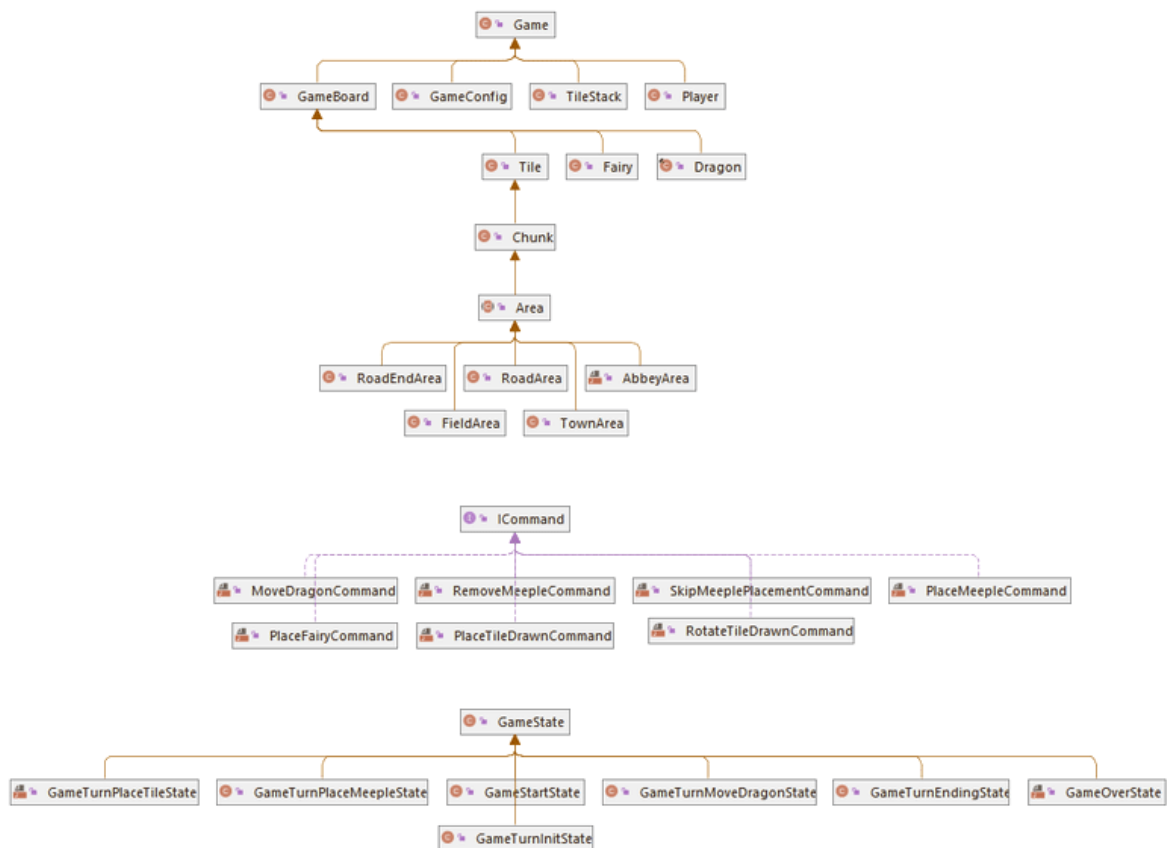 Game
GameBoard
GameConfig
TileStack
Player
Tile
Fairy
Dragon
Chunk
Area
RoadEndArea
RoadArea
AbbeyArea
FieldArea
TownArea
ICommand
MoveDragonCommand
RemoveMeepleCommand
SkipMeeplePlacementCommand
PlaceMeepleCommand
PlaceFairyCommand
PlaceTileDrawnCommand
RotateTileDrawnCommand
GameState
GameTurnPlaceTileState
GameTurnPlaceMeepleState
GameStartState
GameTurnMoveDragonState
GameTurnEndingState
GameOverState
GameTurnInitState